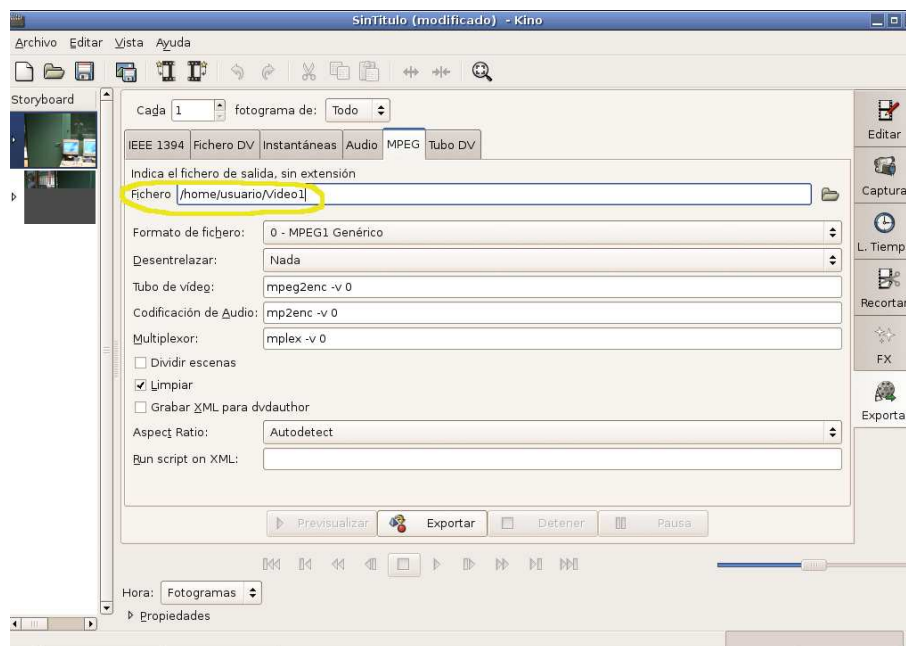 SinTitulo (modificado) - Kino
Archivo Editar Vista Ayuda
Storyboard
Cada 1 fotograma de: Todo
IEEE 1394 Fichero DV Instantáneas Audio MPEG Tubo DV
Indica el fichero de salida, sin extensión
Fichero /home/usuario/Video1
Formato de fichero: 0 - MPEG1 Genérico
Desentrelazar: Nada
Tubo de vídeo: mpeg2enc -v 0
Codificación de Audio: mp2enc -v 0
Multiplexor: mplex -v 0
Dividir escenas
Limpiar
Grabar XML para dvdauthor
Aspect Ratio: Autodetect
Run script on XML:
Previsualizar Exportar Detener Pausa
Hora: Fotogramas
Propiedades
Editar
Captura
L. Tiemp
Recortar
FX
Exporta